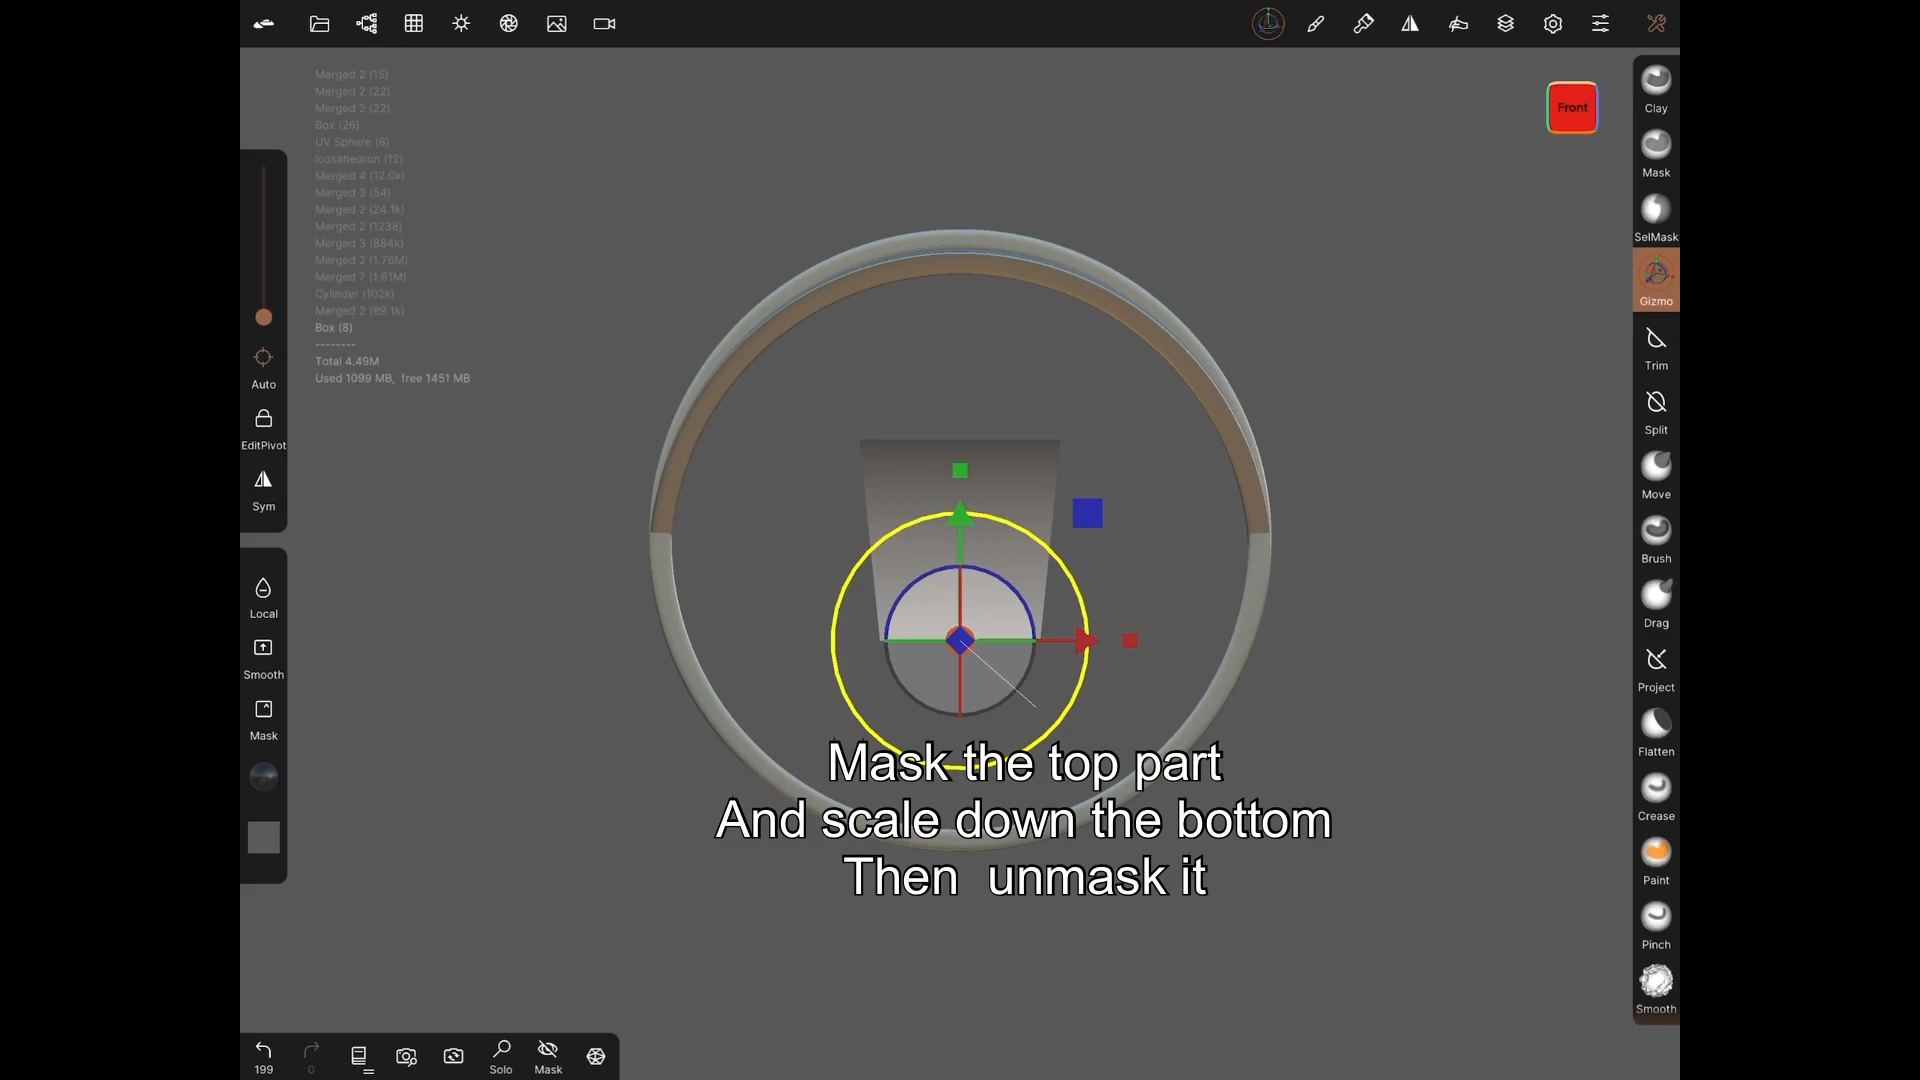 Merged 2 (15)
Merged 2 (22)
Merged 2 (22)
Box (26)
UV Sphere (6)
Icosahedron (12)
Merged 4 (12.0k)
Merged 3 (54)
Merged 2 (24.1k)
Merged 2 (1238)
Merged 3 (884k)
Merged 2 (1.76M)
Merged 7 (1.61M)
Cylinder (102k)
Merged 2 (89.1k)
Box (8)
--------
Total 4.49M
Used 1099 MB, free 1451 MB
Front
Auto
EditPivot
Sym
Local
Smooth
Mask
Clay
Mask
SelMask
Gizmo
Trim
Split
Move
Brush
Drag
Project
Flatten
Crease
Paint
Pinch
Smooth
Mask the top part
And scale down the bottom
Then unmask it
199
0
Solo
Mask